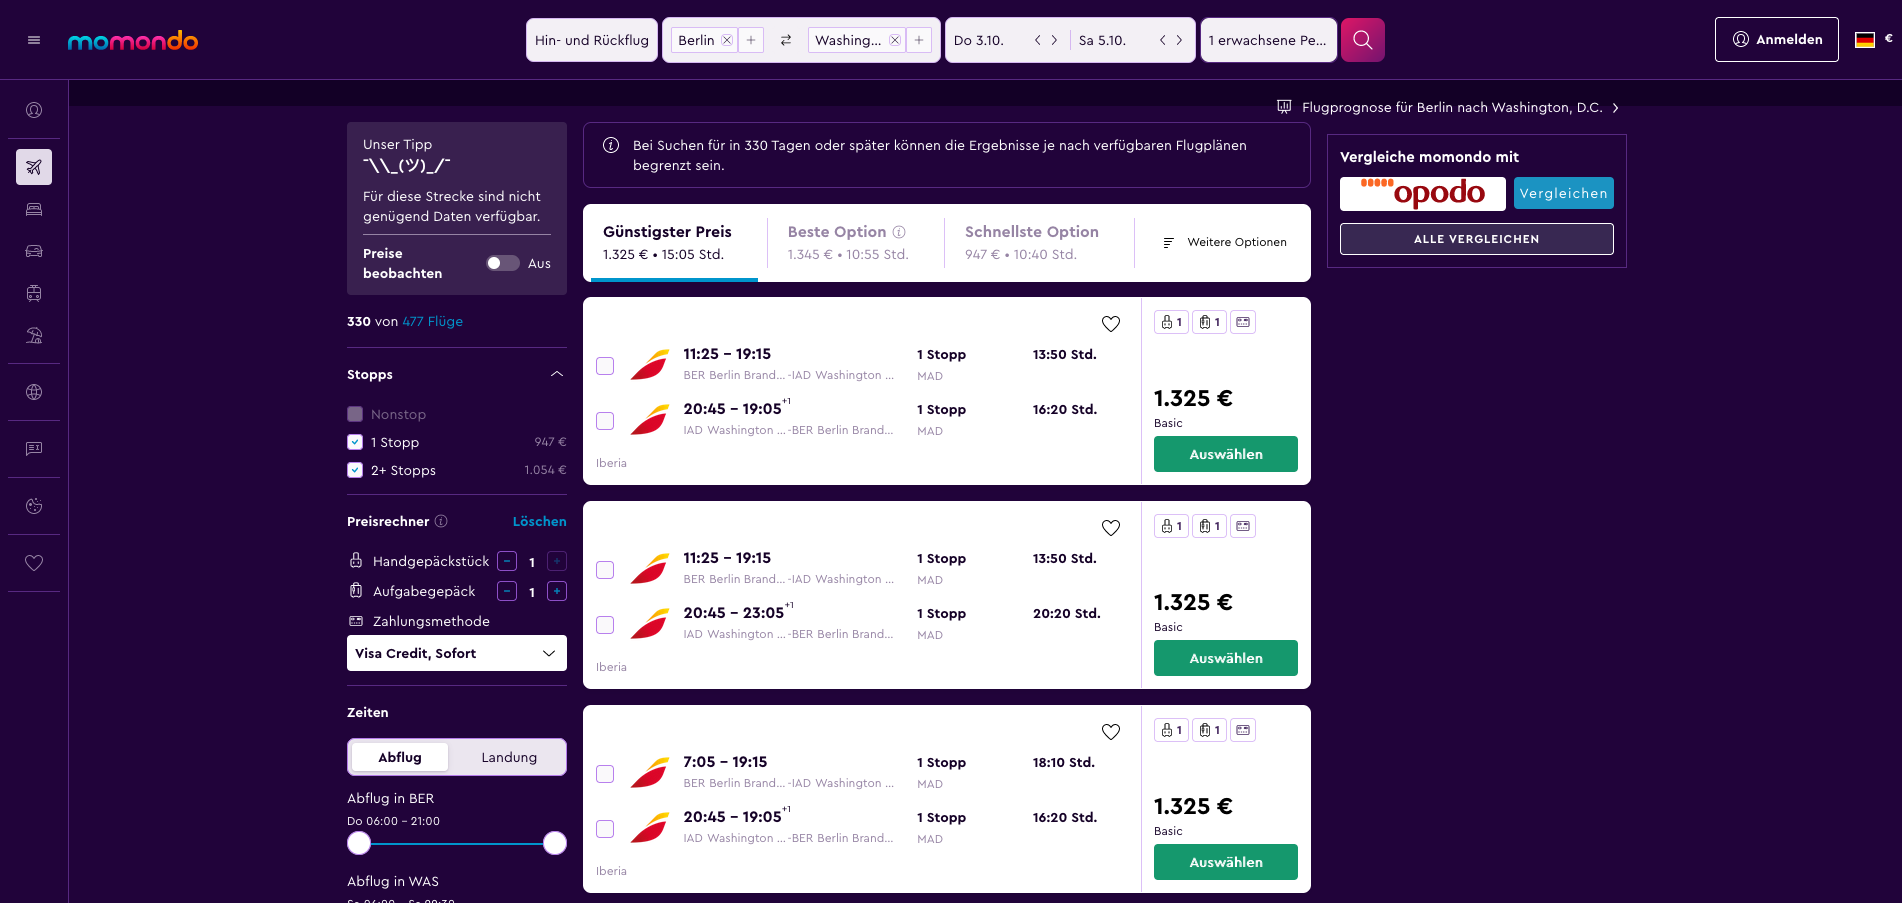 momondo
Hin- und Rückflug
Berlin
Washing...
Do 3.10.
Sa 5.10.
1 erwachsene Pe...
Anmelden
€
Flugprognose für Berlin nach Washington, D.C.
Unser Tipp
¯\\_(ツ)_/¯
Für diese Strecke sind nicht
genügend Daten verfügbar.
Preise
beobachten
Aus
330 von 477 Flüge
Stopps
Nonstop
1 Stopp 947 €
2+ Stopps 1.054 €
Preisrechner
Löschen
Handgepäckstück 1
Aufgabegepäck 1
Zahlungsmethode
Visa Credit, Sofort
Zeiten
Abflug
Landung
Abflug in BER
Do 06:00 – 21:00
Abflug in WAS
Bei Suchen für in 330 Tagen oder später können die Ergebnisse je nach verfügbaren Flugplänen
begrenzt sein.
Günstigster Preis
1.325 € • 15:05 Std.
Beste Option
1.345 € • 10:55 Std.
Schnellste Option
947 € • 10:40 Std.
Weitere Optionen
11:25 – 19:15 1 Stopp 13:50 Std.
BER Berlin Brand... -IAD Washington ... MAD
20:45 – 19:05+1 1 Stopp 16:20 Std.
IAD Washington ... -BER Berlin Brand... MAD
Iberia
1 1
1.325 €
Basic
Auswählen
11:25 – 19:15 1 Stopp 13:50 Std.
BER Berlin Brand... -IAD Washington ... MAD
20:45 – 23:05+1 1 Stopp 20:20 Std.
IAD Washington ... -BER Berlin Brand... MAD
Iberia
1 1
1.325 €
Basic
Auswählen
7:05 – 19:15 1 Stopp 18:10 Std.
BER Berlin Brand... -IAD Washington ... MAD
20:45 – 19:05+1 1 Stopp 16:20 Std.
IAD Washington ... -BER Berlin Brand... MAD
Iberia
1 1
1.325 €
Basic
Auswählen
Vergleiche momondo mit
opodo
Vergleichen
ALLE VERGLEICHEN